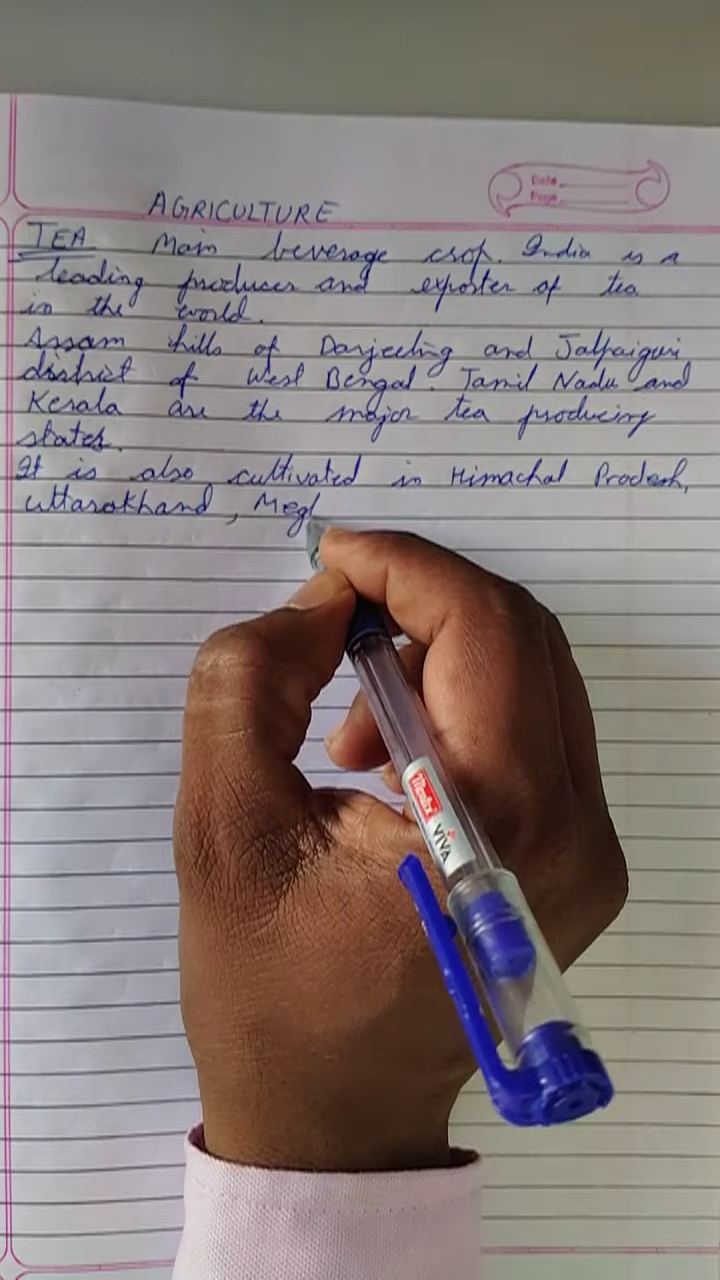 AGRICULTURE
Date
Page
TEA Main beverage crop. India is a
leading producer and exporter of tea
in the world.
Assam hills of Darjeeling and Jalpaiguri
district of West Bengal. Tamil Nadu and
Kerala are the major tea producing
states.
It is also cultivated in Himachal Pradesh,
Uttarakhand, Megh
VIVA